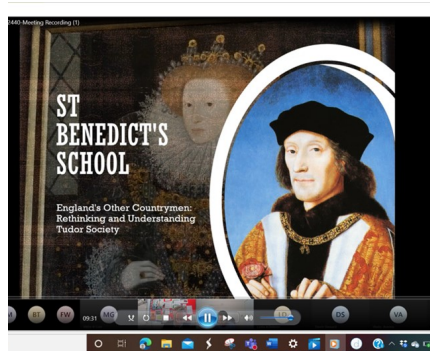 2440-Meeting Recording (1)
ST
BENEDICT'S
SCHOOL
England's Other Countrymen:
Rethinking and Understanding
Tudor Society
M
BT
FW
09:31
MG
LD
DS
VA